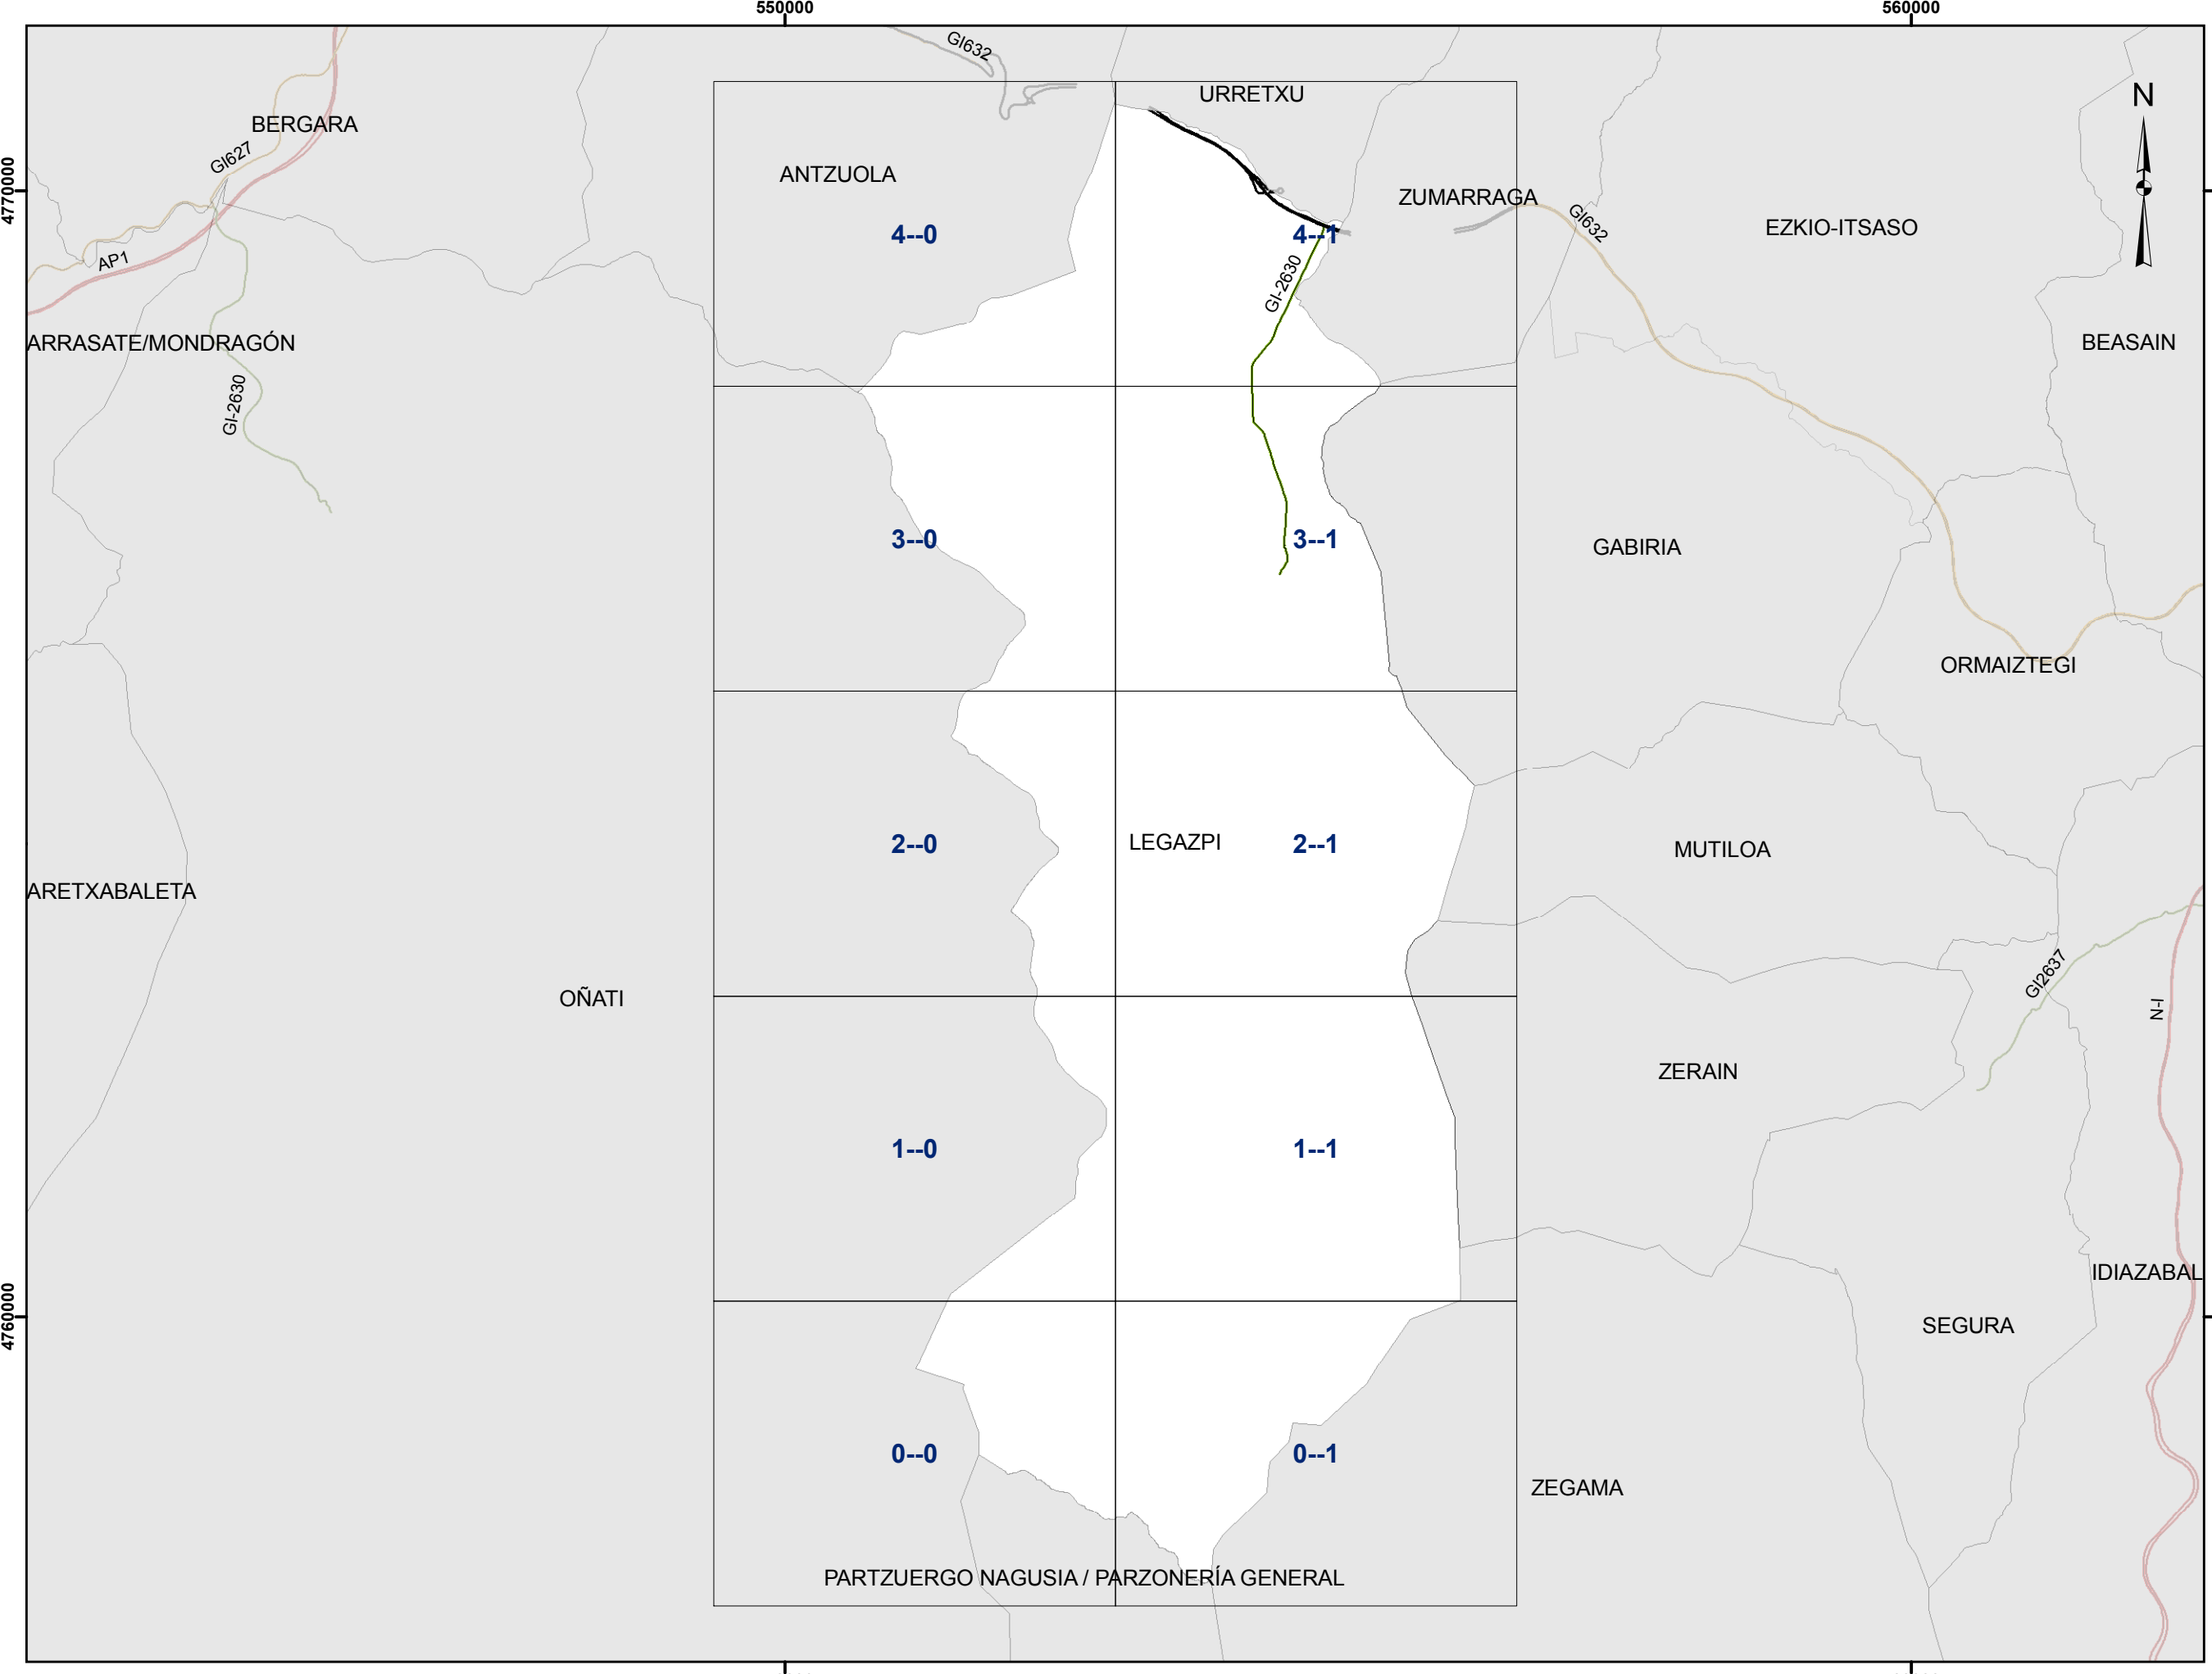 550000
560000
GI632
URRETXU
N
BERGARA
GI627
ANTZUOLA
4770000
ZUMARRAGA
GI632
EZKIO-ITSASO
4--0
4--1
AP1
GI-2630
ARRASATE/MONDRAGÓN
BEASAIN
GI-2630
3--0
3--1
GABIRIA
ORMAIZTEGI
2--0
LEGAZPI
2--1
MUTILOA
ARETXABALETA
GI2637
OÑATI
N-I
ZERAIN
1--0
1--1
IDIAZABAL
4760000
SEGURA
0--0
0--1
ZEGAMA
PARTZUERGO NAGUSIA / PARZONERÍA GENERAL